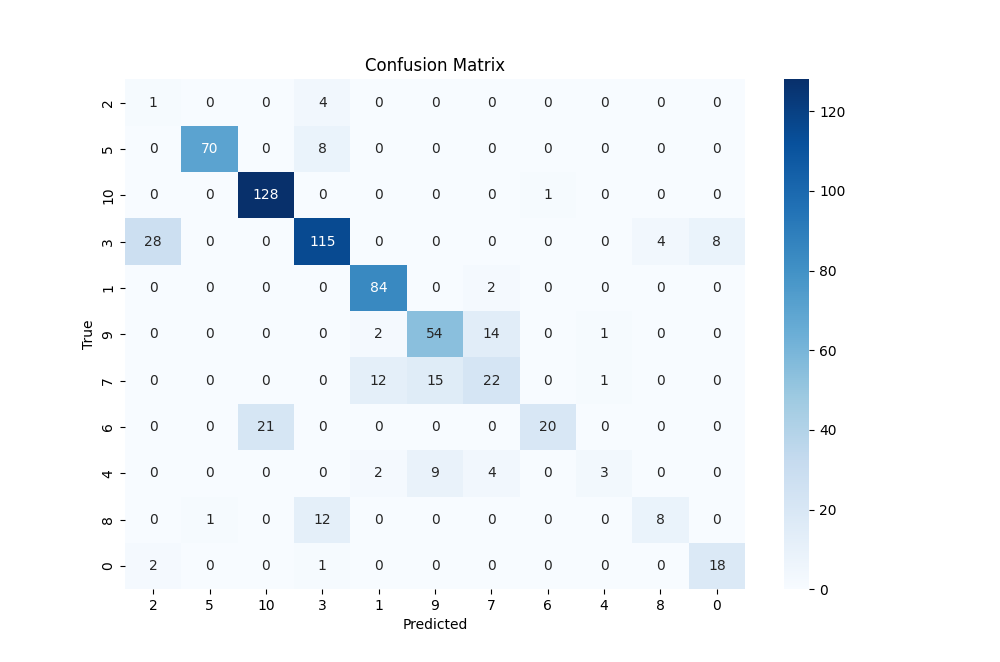 Confusion Matrix
2 1 0 0 4 0 0 0 0 0 0 0
5 0 70 0 8 0 0 0 0 0 0 0
10 0 0 128 0 0 0 0 1 0 0 0
3 28 0 0 115 0 0 0 0 0 4 8
1 0 0 0 0 84 0 2 0 0 0 0
9 0 0 0 0 2 54 14 0 1 0 0
7 0 0 0 0 12 15 22 0 1 0 0
6 0 0 21 0 0 0 0 20 0 0 0
4 0 0 0 0 2 9 4 0 3 0 0
8 0 1 0 12 0 0 0 0 0 8 0
0 2 0 0 1 0 0 0 0 0 0 18
2 5 10 3 1 9 7 6 4 8 0
Predicted
True
120
100
80
60
40
20
0